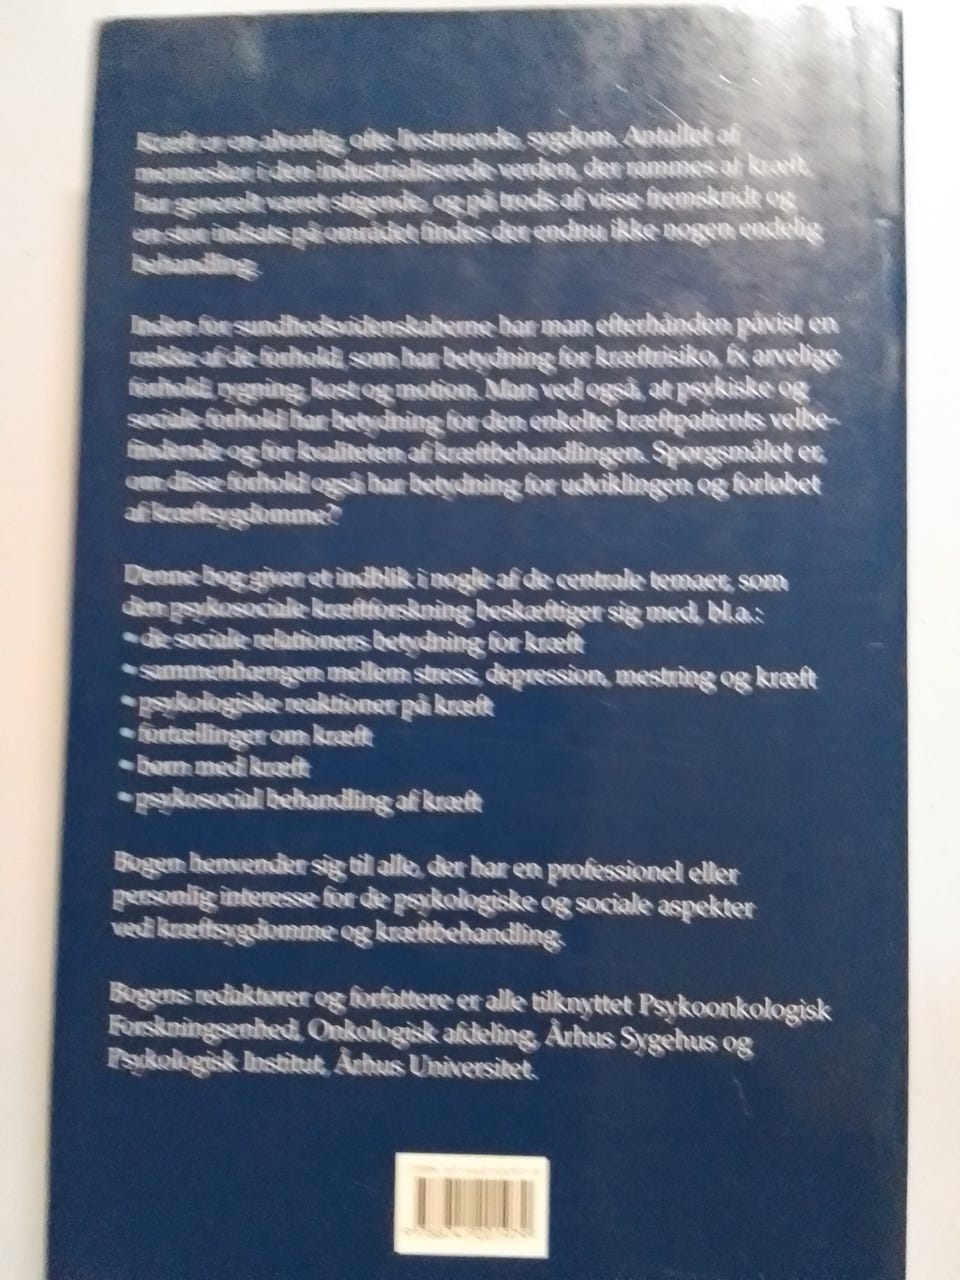 Kræft er en alvorlig, ofte livstruende, sygdom. Antallet af
mennesker i den industrialiserede verden, der rammes af kræft,
har generelt været stigende, og på trods af visse fremskridt og
en stor indsats på området findes der endnu ikke nogen endelig
behandling.
Inden for sundhedsvidenskaberne har man efterhånden påvist en
række af de forhold, som har betydning for kræftrisiko, fx arvelige
forhold, rygning, kost og motion. Man ved også, at psykiske og
sociale forhold har betydning for den enkelte kræftpatients velbe-
findende og for kvaliteten af kræftbehandlingen. Spørgsmålet er,
om disse forhold også har betydning for udviklingen og forløbet
af kræftsygdomme?
Denne bog giver et indblik i nogle af de centrale temaer, som
den psykosociale kræftforskning beskæftiger sig med, bl.a.:
• de sociale relationers betydning for kræft
• sammenhængen mellem stress, depression, mestring og kræft
• psykologiske reaktioner på kræft
• fortællinger om kræft
• børn med kræft
• psykosocial behandling af kræft
Bogen henvender sig til alle, der har en professionel eller
personlig interesse for de psykologiske og sociale aspekter
ved kræftsygdomme og kræftbehandling.
Bogens redaktører og forfattere er alle tilknyttet Psykoonkologisk
Forskningsenhed, Onkologisk afdeling, Århus Sygehus og
Psykologisk Institut, Århus Universitet.